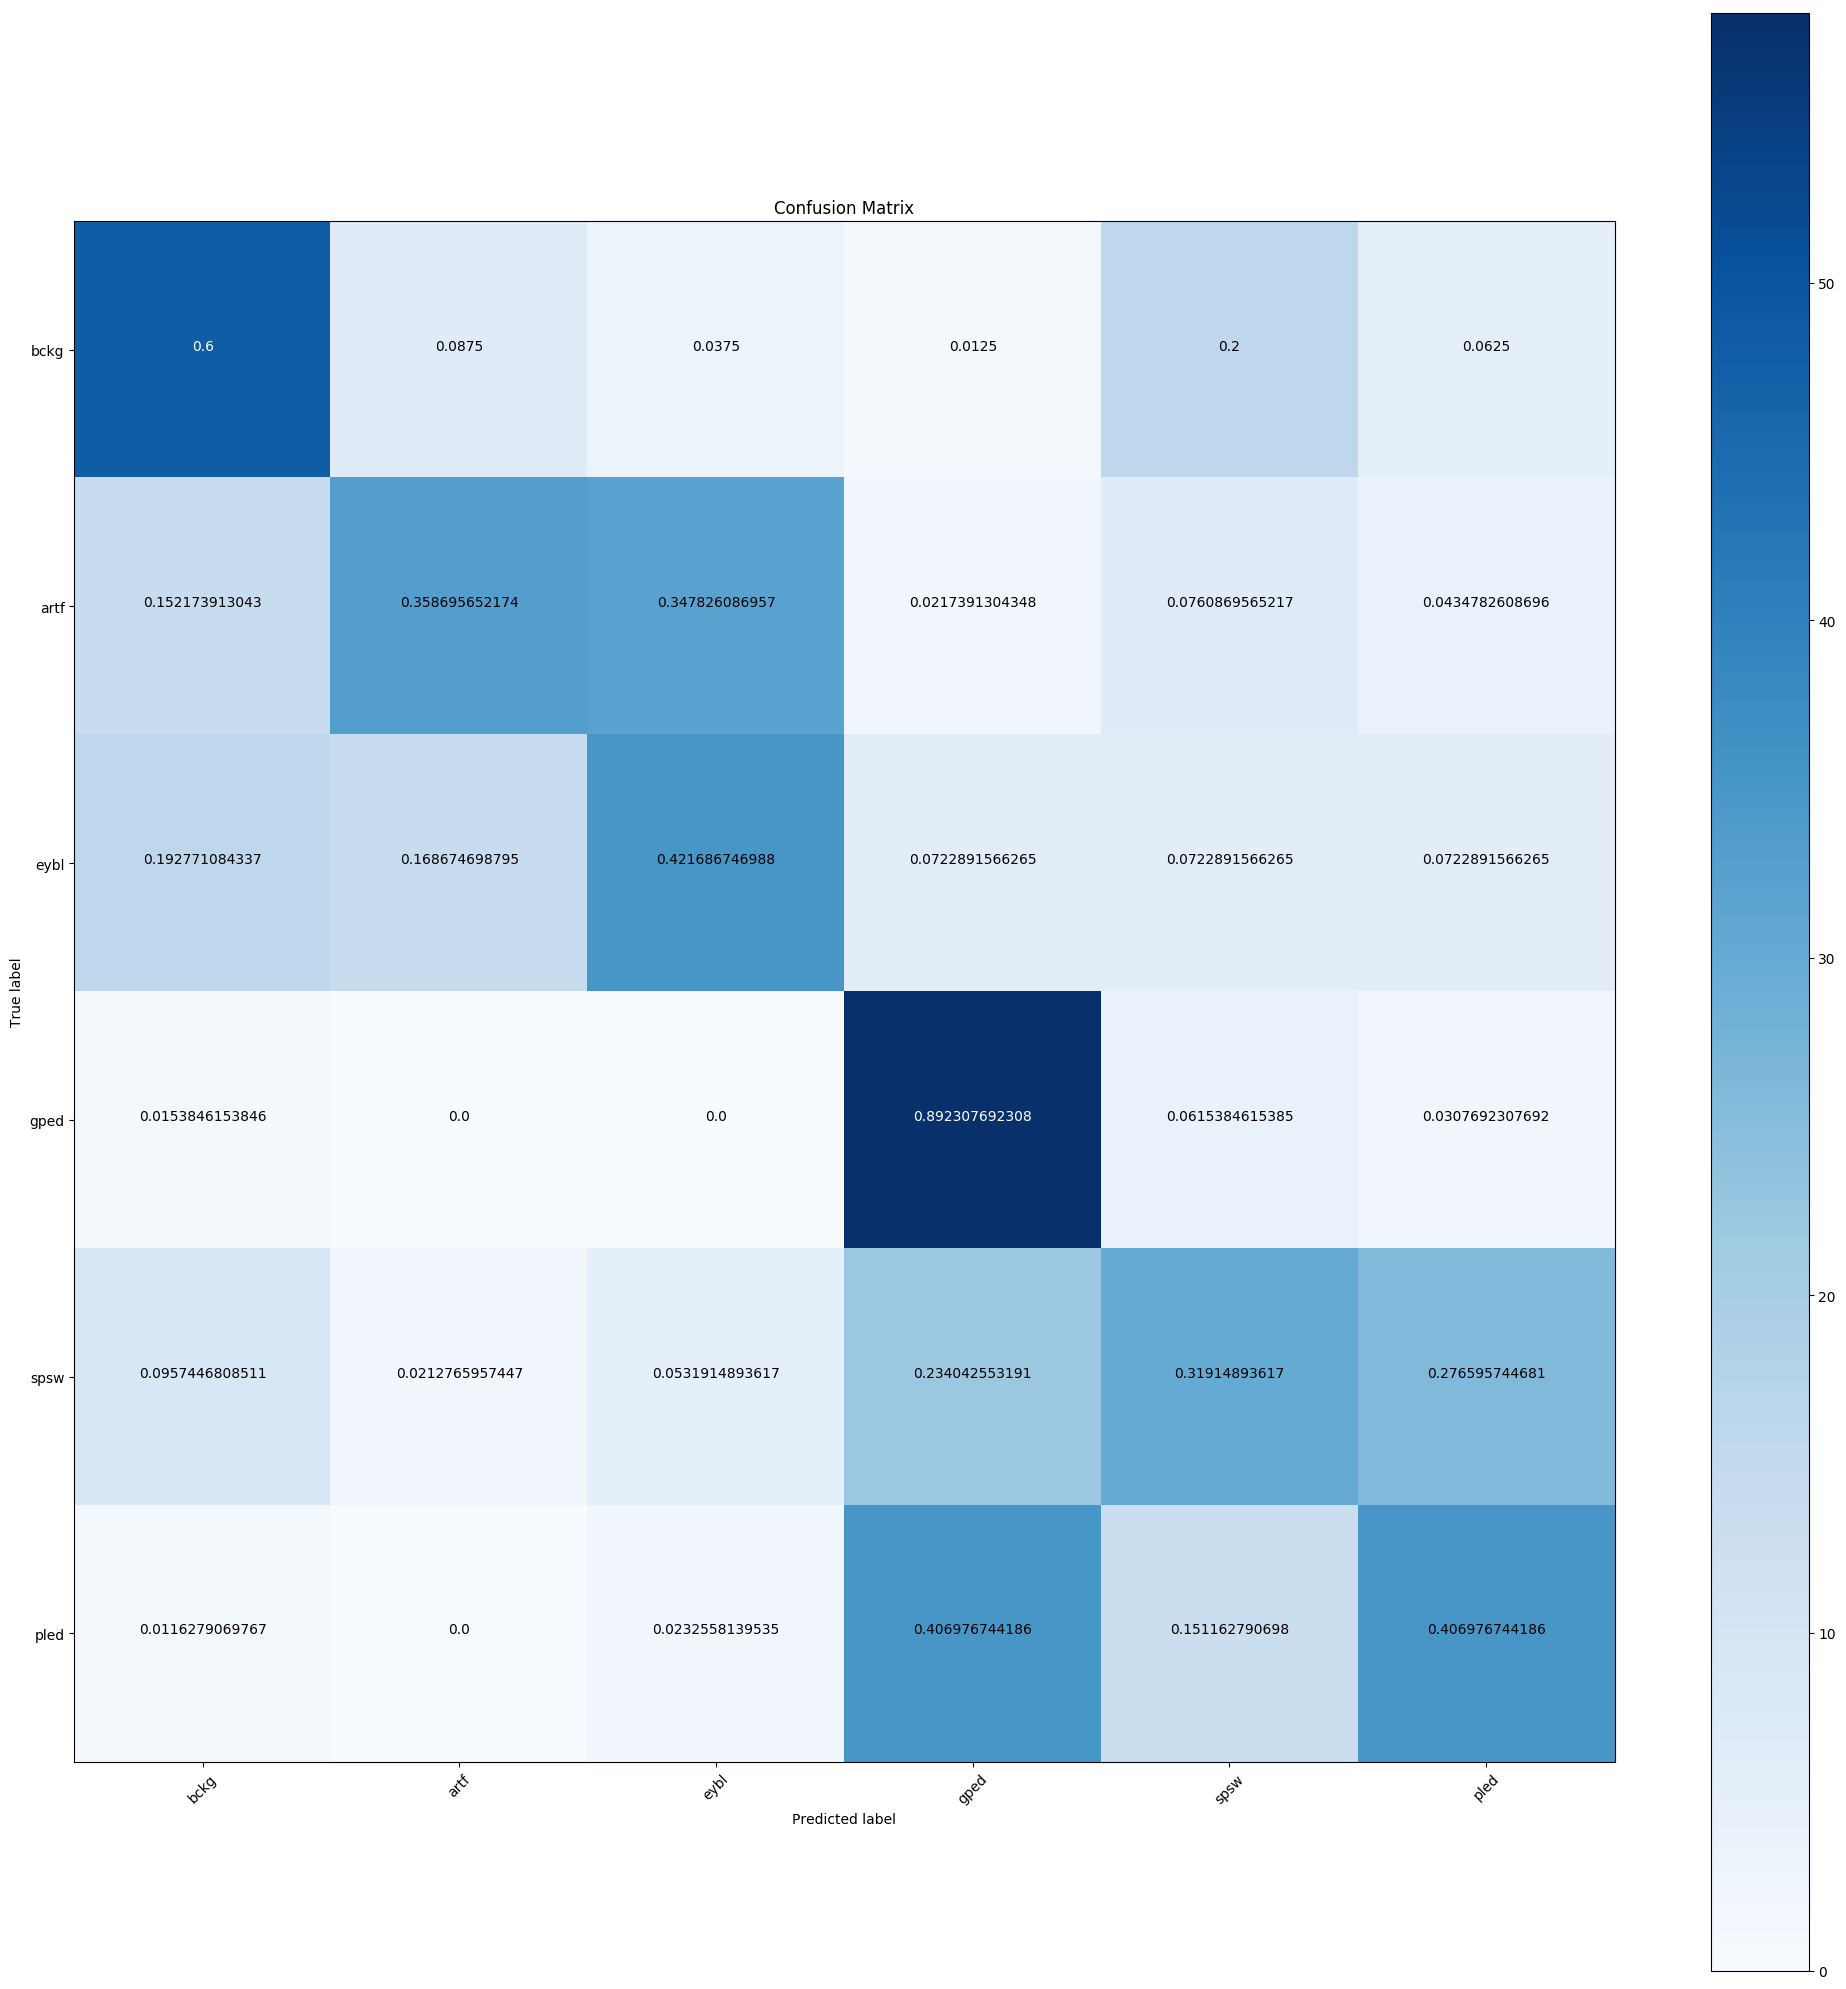 Confusion Matrix
bckg 0.6 0.0875 0.0375 0.0125 0.2 0.0625
artf 0.152173913043 0.358695652174 0.347826086957 0.0217391304348 0.0760869565217 0.0434782608696
eybl 0.192771084337 0.168674698795 0.421686746988 0.0722891566265 0.0722891566265 0.0722891566265
True label
gped 0.0153846153846 0.0 0.0 0.892307692308 0.0615384615385 0.0307692307692
spsw 0.0957446808511 0.0212765957447 0.0531914893617 0.234042553191 0.31914893617 0.276595744681
pled 0.0116279069767 0.0 0.0232558139535 0.406976744186 0.151162790698 0.406976744186
bckg artf eybl gped spsw pled
Predicted label
50
40
30
20
10
0